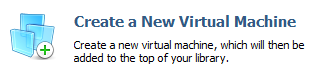 Create a New Virtual Machine
Create a new virtual machine, which will then be
added to the top of your library.